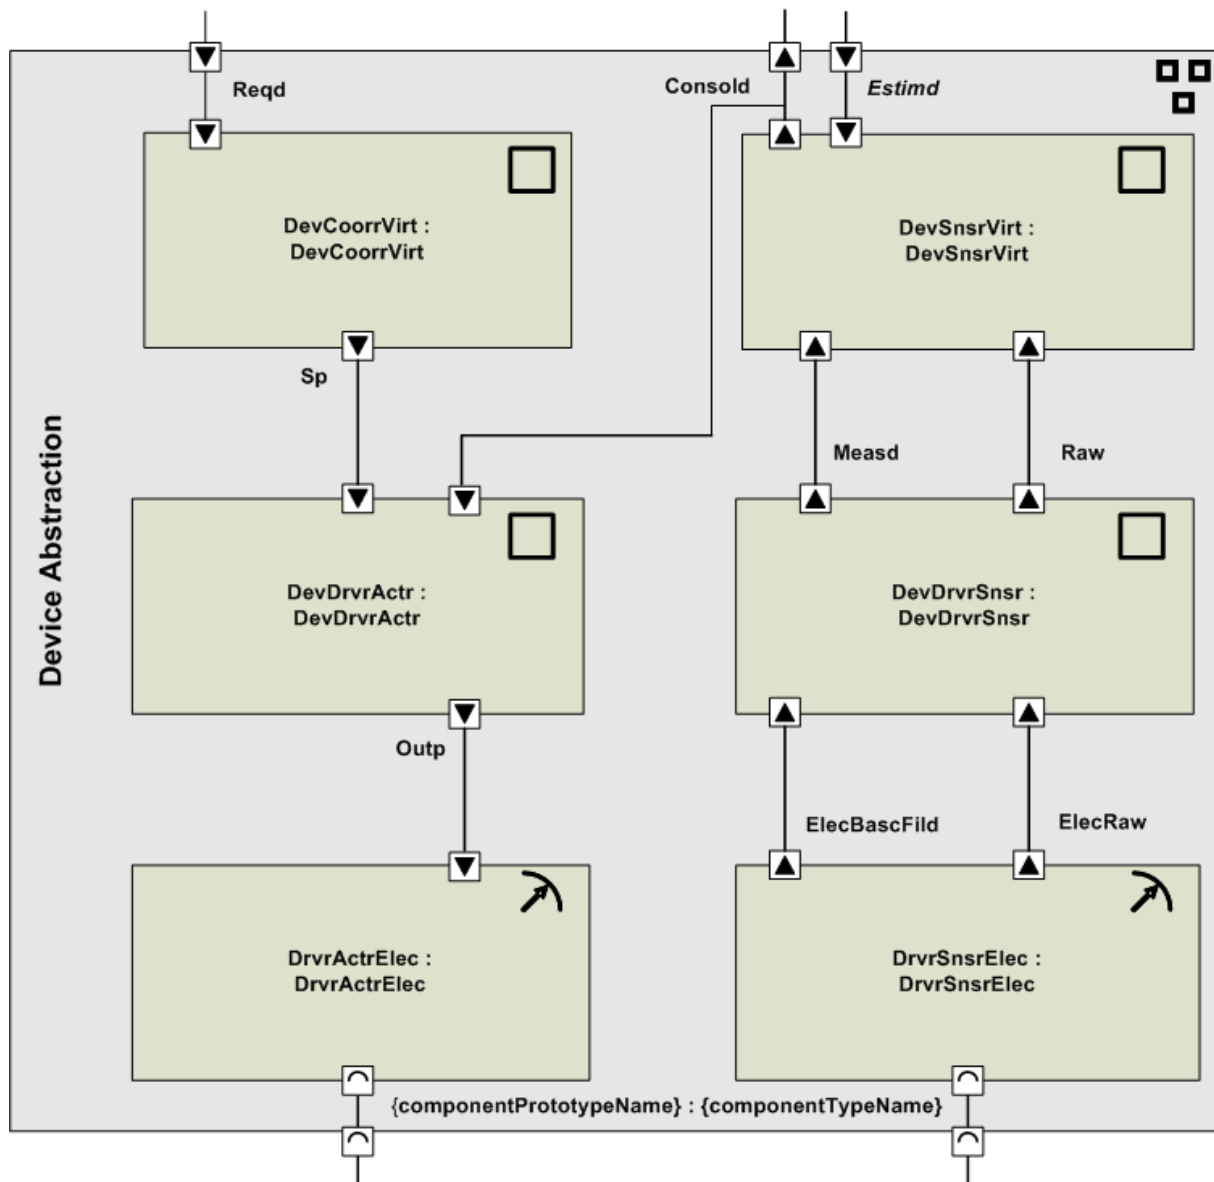 Reqd
Consold
Estimd
DevCoorrVirt :
DevCoorrVirt
DevSnsrVirt :
DevSnsrVirt
Sp
Measd
Raw
Device Abstraction
DevDrvrActr :
DevDrvrActr
DevDrvrSnsr :
DevDrvrSnsr
Outp
ElecBascFild
ElecRaw
DrvrActrElec :
DrvrActrElec
DrvrSnsrElec :
DrvrSnsrElec
{componentPrototypeName} : {componentTypeName}